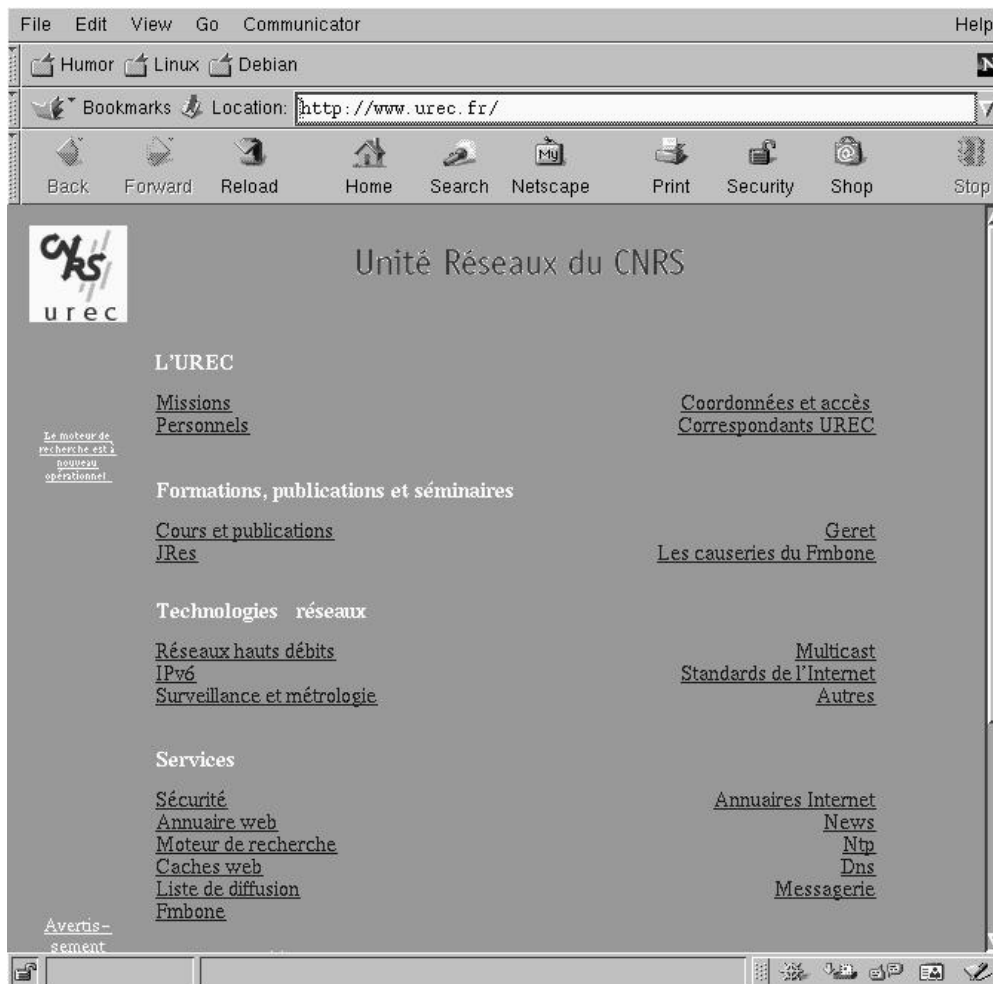 File Edit View Go Communicator Help
Humor Linux Debian N
Bookmarks Location: http://www.urec.fr/
My
Back Forward Reload Home Search Netscape Print Security Shop Stop
CNRS
urec
Unité Réseaux du CNRS
L'UREC
Missions Coordonnées et accès
Personnels Correspondants UREC
Le moteur de
recherche est à
nouveau
opérationnel
Formations, publications et séminaires
Cours et publications Geret
JRes Les causeries du Fmbone
Technologies réseaux
Réseaux hauts débits Multicast
IPv6 Standards de l'Internet
Surveillance et métrologie Autres
Services
Sécurité Annuaires Internet
Annuaire web News
Moteur de recherche Ntp
Caches web Dns
Liste de diffusion Messagerie
Fmbone
Avertis-
sement